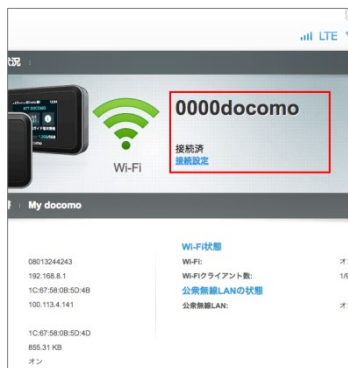 LTE
状況
0000docomo
接続済
接続設定
Wi-Fi
My docomo
Wi-Fi状態
08013244243
Wi-Fi:
192.168.8.1
Wi-Fiクライアント数:
1C:67:58:0B:5D:4B
公衆無線LANの状態
100.113.4.141
公衆無線LAN:
1C:67:58:0B:5D:4D
855.31 KB
オン